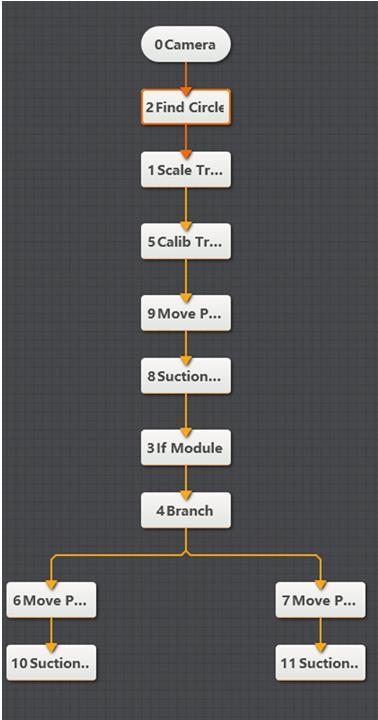 0 Camera
2 Find Circle
1 Scale Tr...
5 Calib Tr...
9 Move P...
8 Suction...
3 If Module
4 Branch
6 Move P...
7 Move P...
10 Suction..
11 Suction..